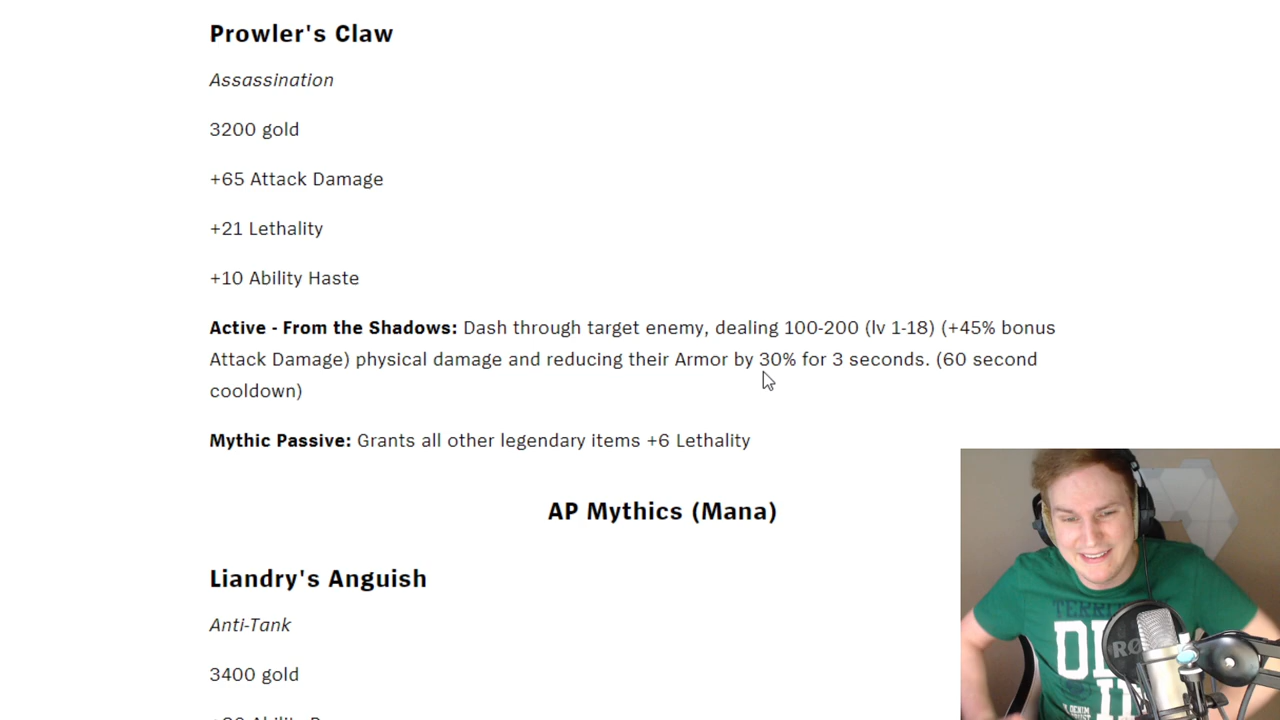 Prowler's Claw
Assassination
3200 gold
+65 Attack Damage
+21 Lethality
+10 Ability Haste
Active - From the Shadows: Dash through target enemy, dealing 100-200 (lv 1-18) (+45% bonus
Attack Damage) physical damage and reducing their Armor by 30% for 3 seconds. (60 second
cooldown)
Mythic Passive: Grants all other legendary items +6 Lethality
AP Mythics (Mana)
Liandry's Anguish
Anti-Tank
3400 gold